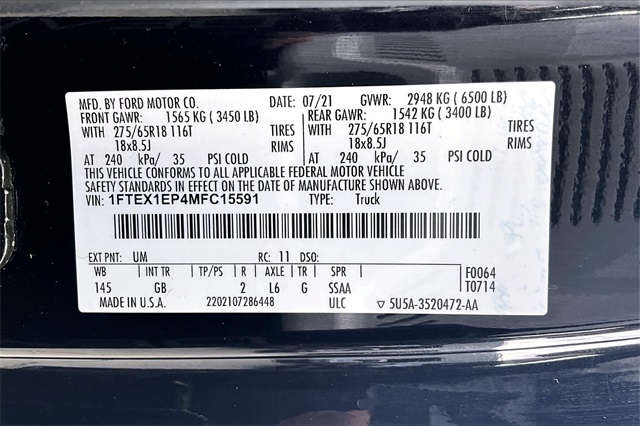 MFD. BY FORD MOTOR CO. DATE: 07/21 GVWR: 2948 KG ( 6500 LB)
FRONT GAWR: 1565 KG ( 3450 LB) REAR GAWR: 1542 KG ( 3400 LB)
WITH 275/65R18 116T TIRES WITH 275/65R18 116T TIRES
18x8.5J RIMS 18x8.5J RIMS
AT 240 kPa/ 35 PSI COLD AT 240 kPa/ 35 PSI COLD
THIS VEHICLE CONFORMS TO ALL APPLICABLE FEDERAL MOTOR VEHICLE
SAFETY STANDARDS IN EFFECT ON THE DATE OF MANUFACTURE SHOWN ABOVE.
VIN: 1FTEX1EP4MFC15591 TYPE: Truck
EXT PNT: UM RC: 11 DSO:
WB INT TR TP/PS R AXLE TR SPR F0064
145 GB 2 L6 G SSAA T0714
MADE IN U.S.A. 2202107286448 ULC ▽ 5U5A-3520472-AA